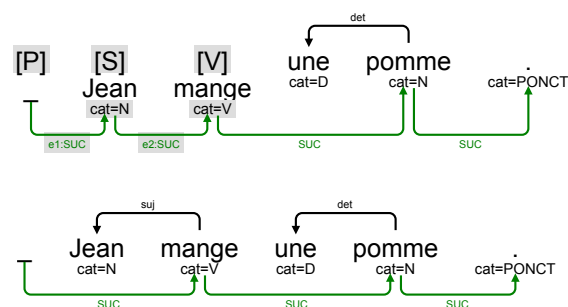 det
[P] [S] [V] une pomme .
Jean mange cat=D cat=N cat=PONCT
cat=N cat=V
e1:SUC e2:SUC SUC SUC
suj det
Jean mange une pomme .
cat=N cat=V cat=D cat=N cat=PONCT
SUC SUC SUC SUC